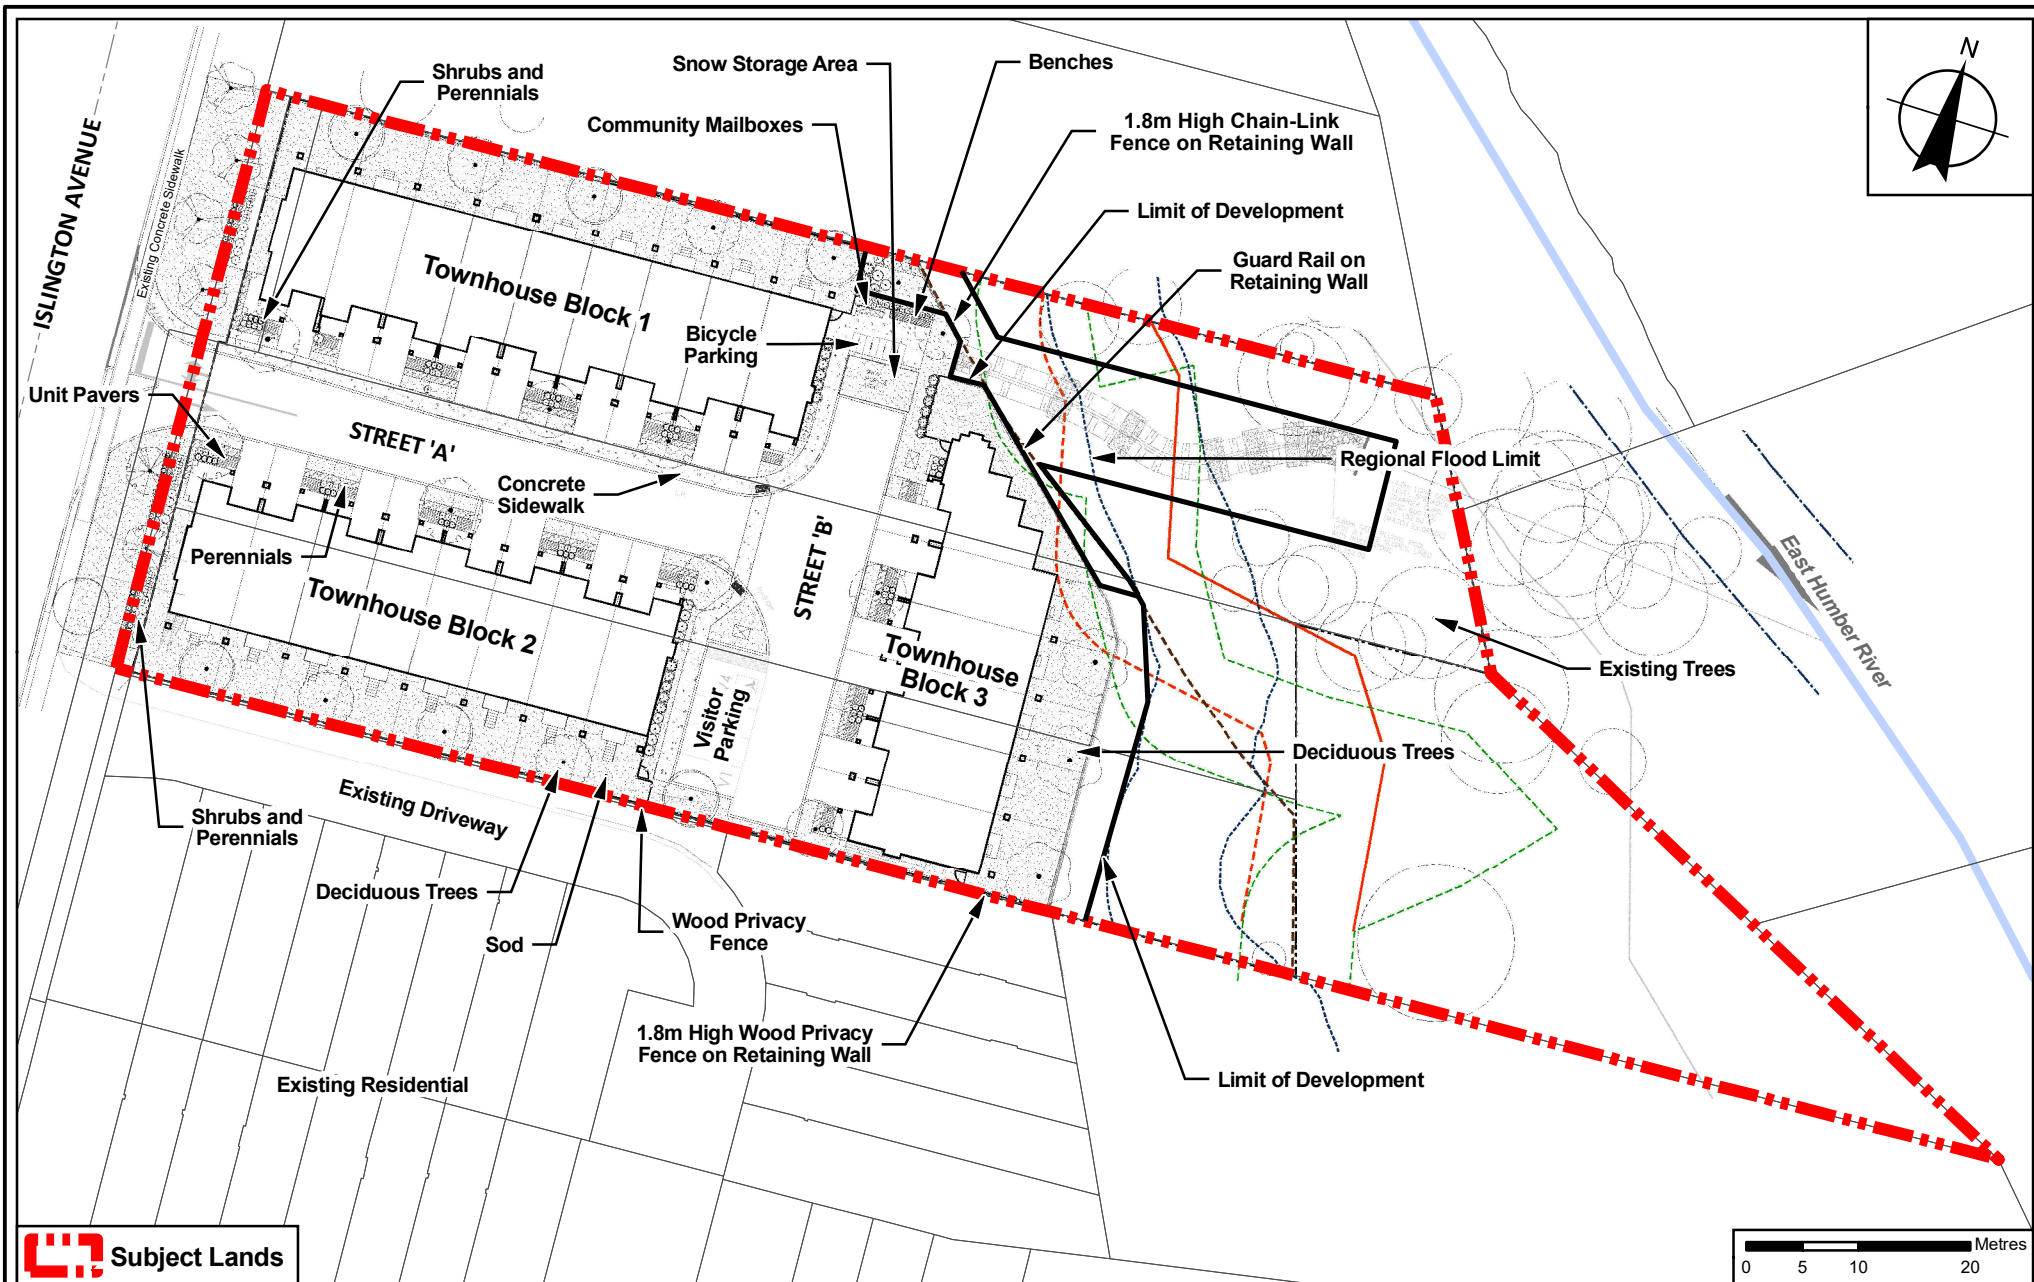 N
Shrubs and
Perennials
Snow Storage Area
Benches
Community Mailboxes
1.8m High Chain-Link
Fence on Retaining Wall
ISLINGTON AVENUE
Existing Concrete Sidewalk
Limit of Development
Guard Rail on
Retaining Wall
Townhouse Block 1
Bicycle
Parking
Unit Pavers
STREET 'A'
Regional Flood Limit
Concrete
Sidewalk
Perennials
STREET 'B'
East Humber River
Townhouse Block 2
Townhouse
Block 3
Existing Trees
Visitor
Parking
Deciduous Trees
Existing Driveway
Shrubs and
Perennials
Deciduous Trees
Sod
Wood Privacy
Fence
1.8m High Wood Privacy
Fence on Retaining Wall
Existing Residential
Limit of Development
Subject Lands
Metres
0 5 10 20